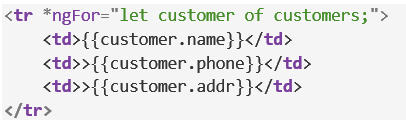 <tr *ngFor="let customer of customers;">
    <td>{{customer.name}}</td>
    <td>>{{customer.phone}}</td>
    <td>>{{customer.addr}}</td>
</tr>